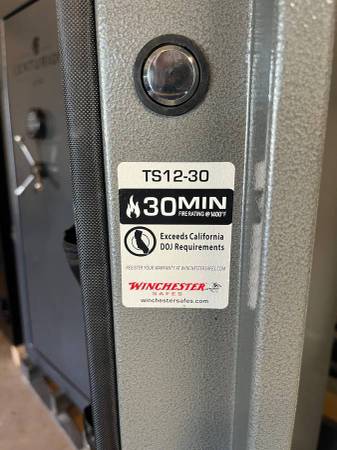 CENTURION
TS12-30
30MIN
FIRE RATING @ 1400°F
Exceeds California
DOJ Requirements
REGISTER YOUR WARRANTY AT WINCHESTERSAFES.COM
WINCHESTER
SAFES
winchestersafes.com